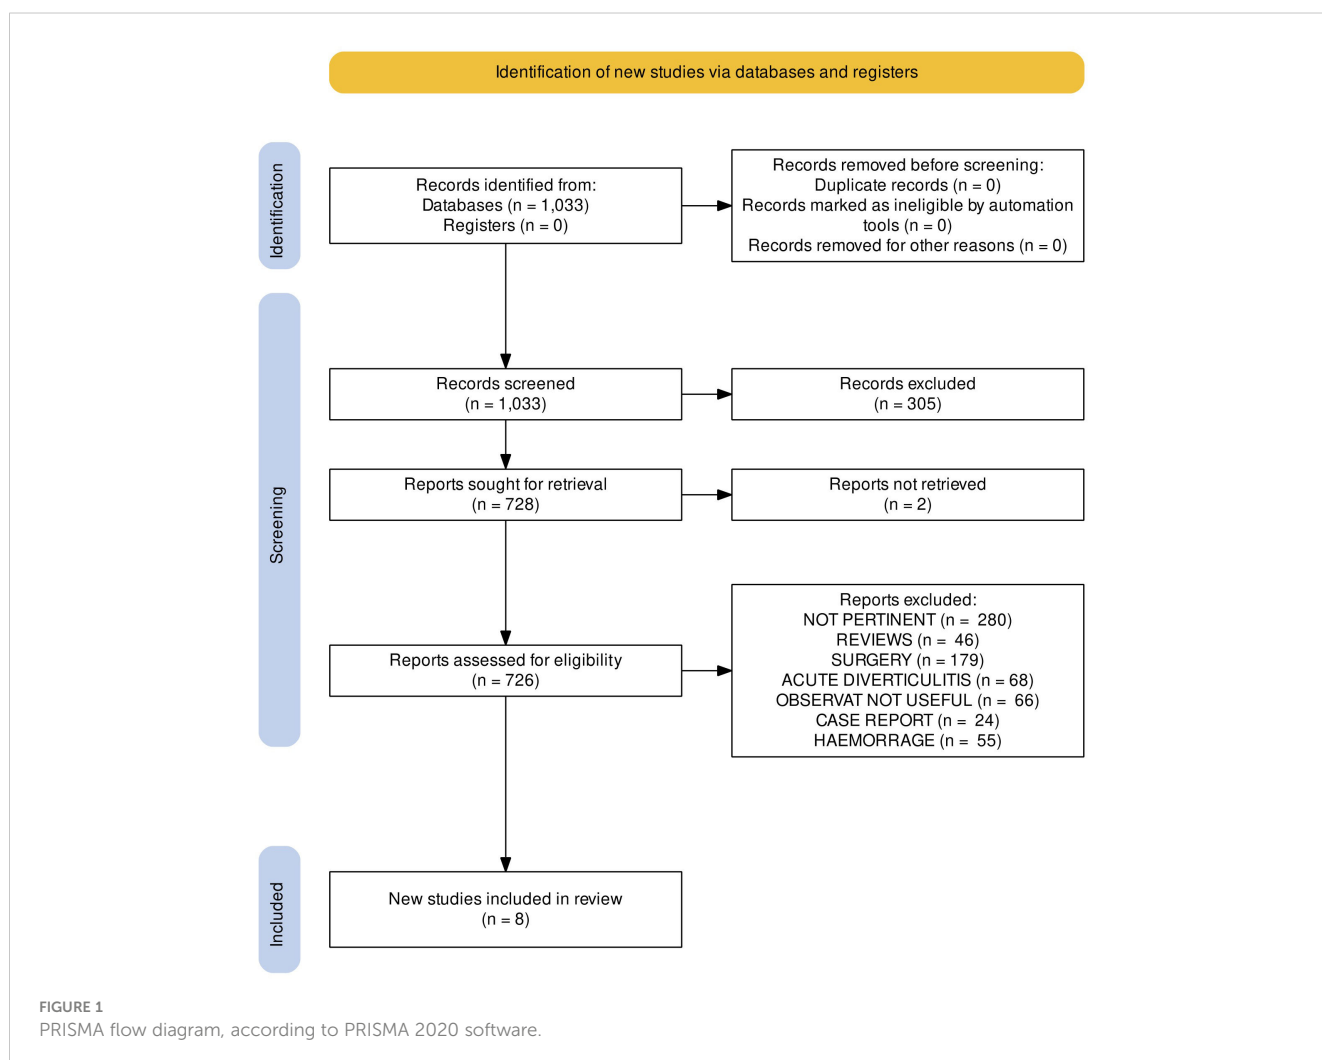 Identification of new studies via databases and registers
Identification
Records identified from:
Databases (n = 1,033)
Registers (n = 0)
Records removed before screening:
Duplicate records (n = 0)
Records marked as ineligible by automation
tools (n = 0)
Records removed for other reasons (n = 0)
Screening
Records screened
(n = 1,033)
Records excluded
(n = 305)
Reports sought for retrieval
(n = 728)
Reports not retrieved
(n = 2)
Reports assessed for eligibility
(n = 726)
Reports excluded:
NOT PERTINENT (n = 280)
REVIEWS (n = 46)
SURGERY (n = 179)
ACUTE DIVERTICULITIS (n = 68)
OBSERVAT NOT USEFUL (n = 66)
CASE REPORT (n = 24)
HAEMORRAGE (n = 55)
Included
New studies included in review
(n = 8)
FIGURE 1
PRISMA flow diagram, according to PRISMA 2020 software.